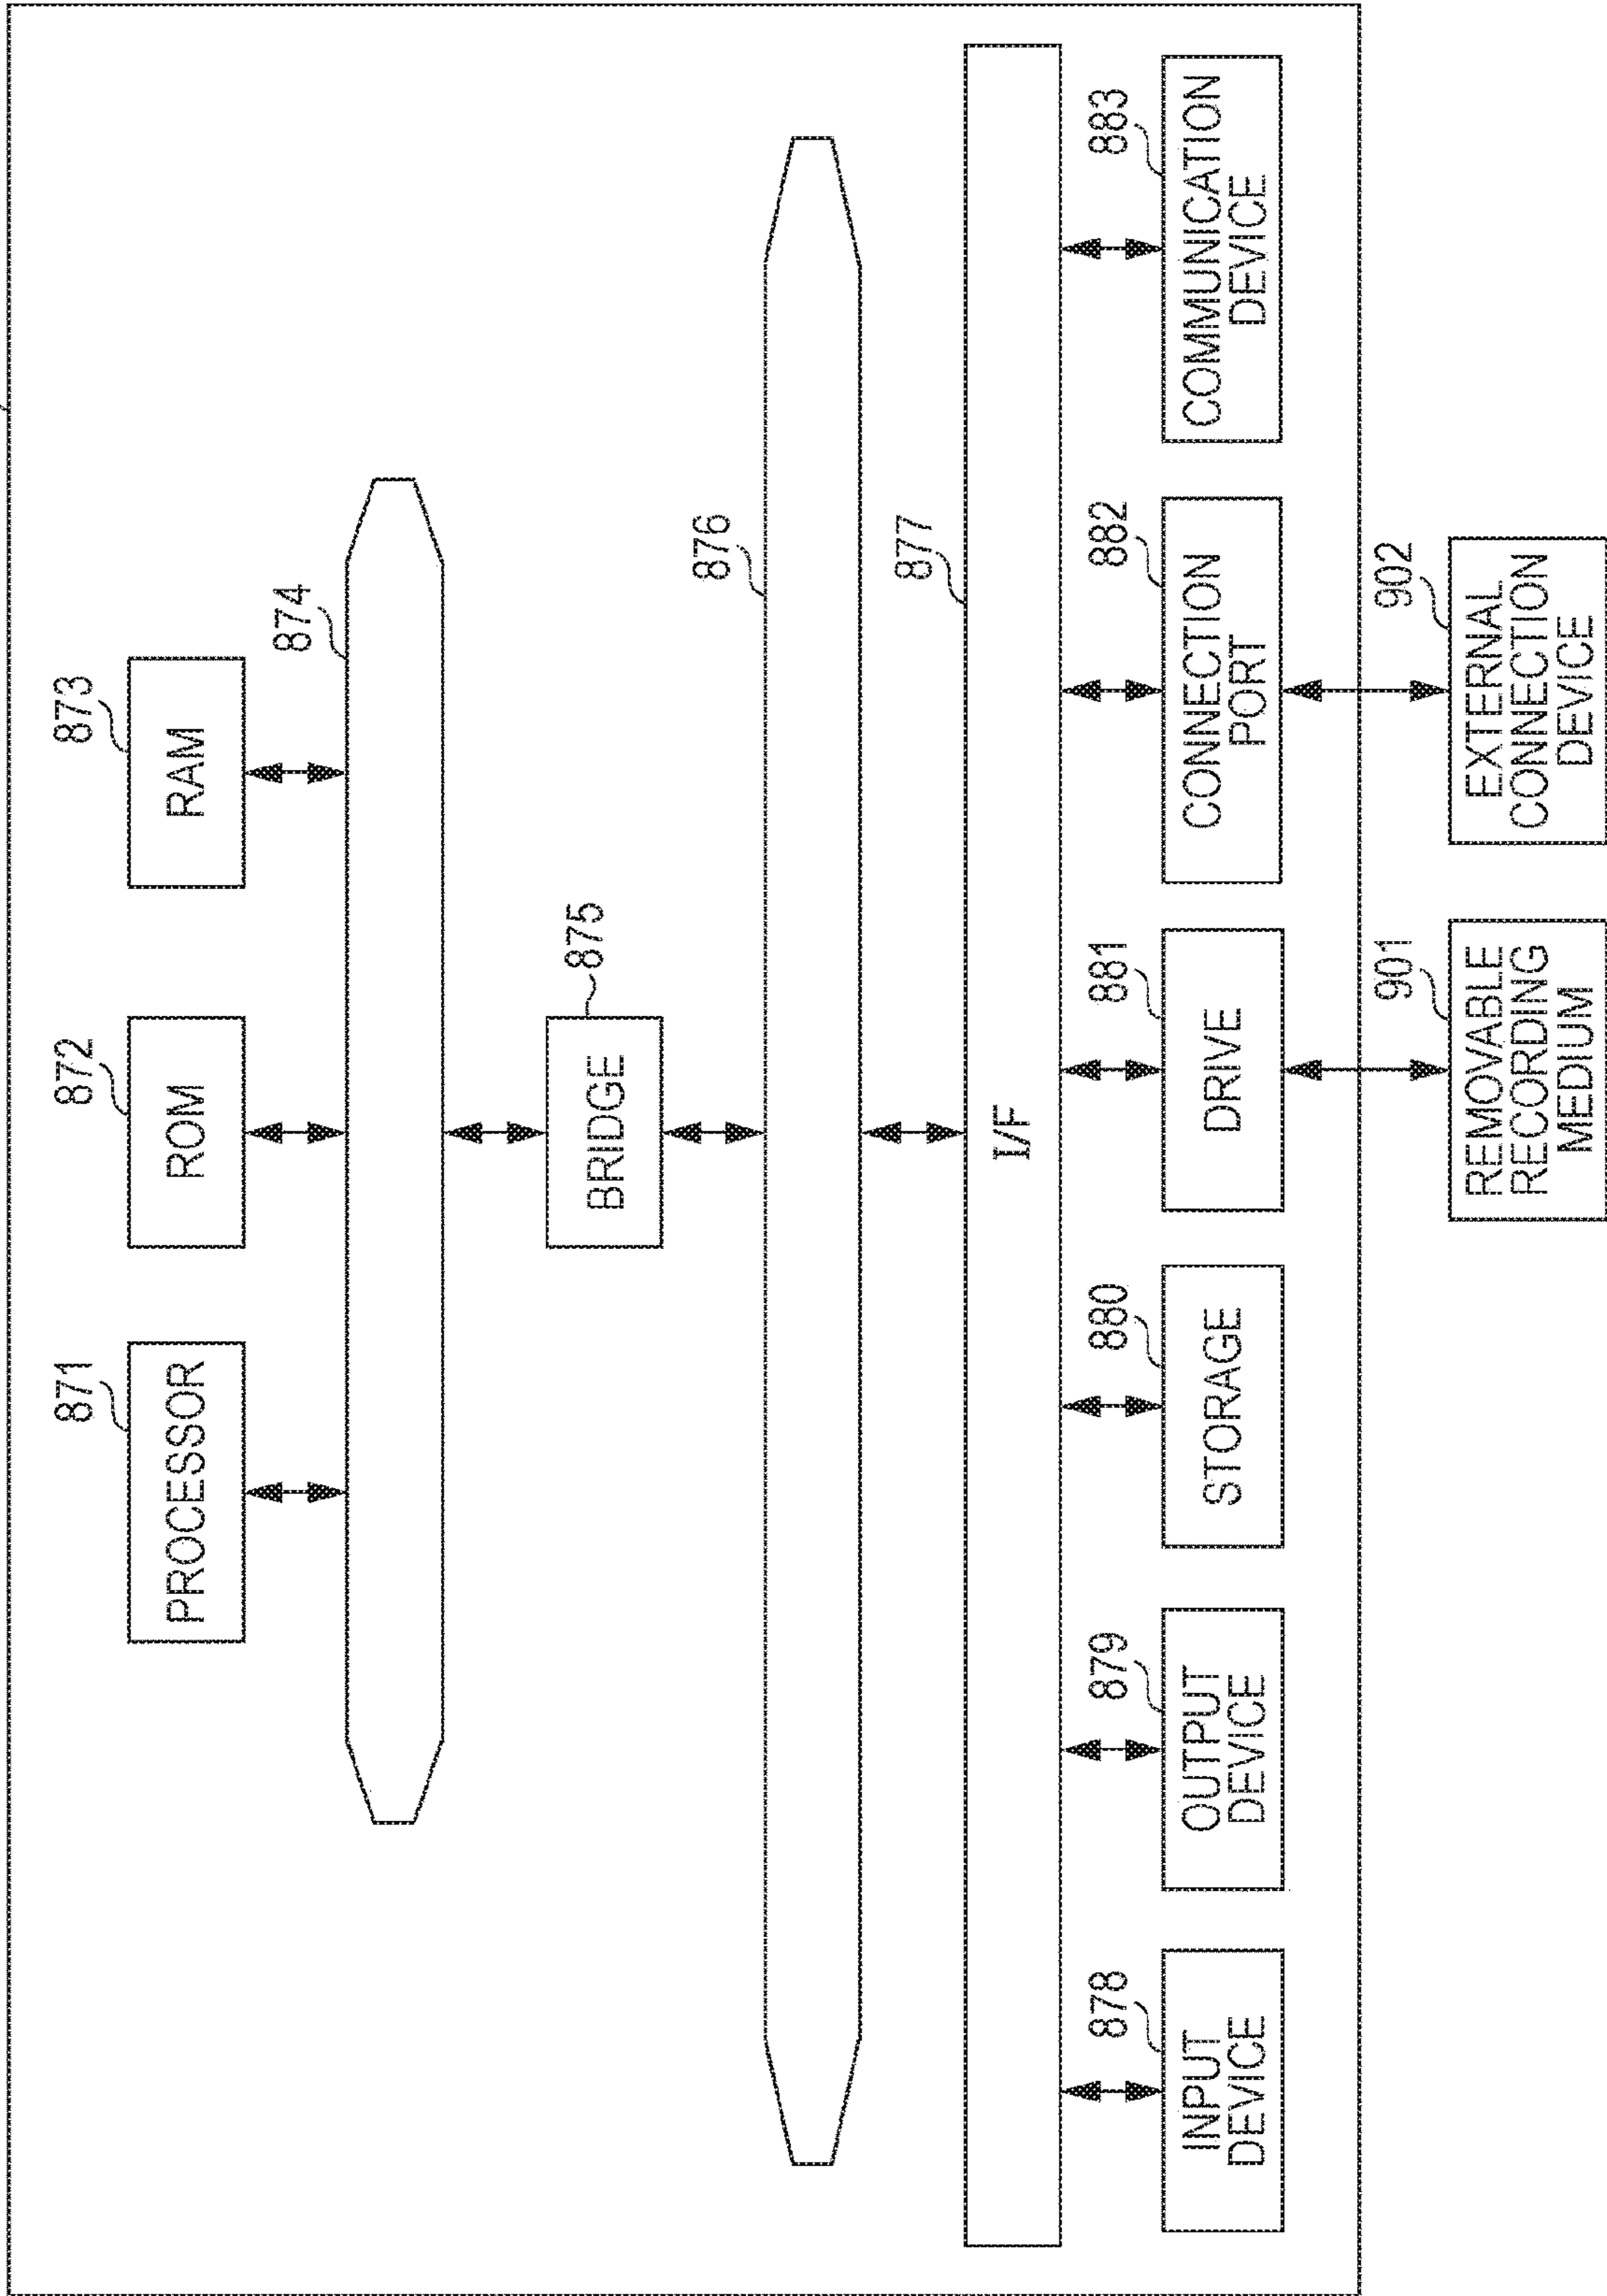 871
PROCESSOR
872
ROM
873
RAM
874
875
BRIDGE
876
877
I/F
878
INPUT
DEVICE
879
OUTPUT
DEVICE
880
STORAGE
881
DRIVE
882
CONNECTION
PORT
883
COMMUNICATION
DEVICE
901
REMOVABLE
RECORDING
MEDIUM
902
EXTERNAL
CONNECTION
DEVICE